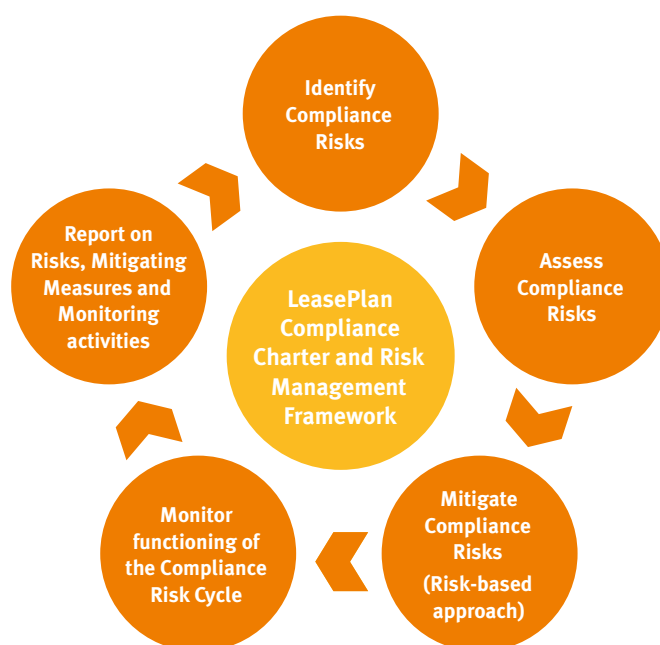 Identify
Compliance
Risks
Assess
Compliance
Risks
Mitigate
Compliance
Risks
(Risk-based
approach)
Monitor
functioning of
the Compliance
Risk Cycle
Report on
Risks, Mitigating
Measures and
Monitoring
activities
LeasePlan
Compliance
Charter and Risk
Management
Framework